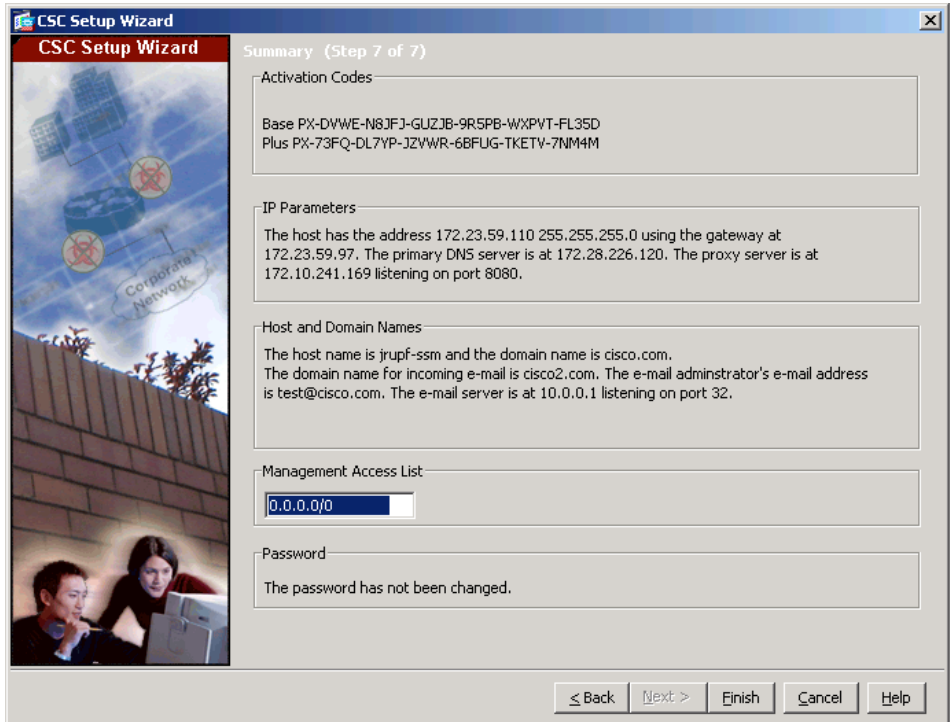 CSC Setup Wizard
CSC Setup Wizard
Summary (Step 7 of 7)
Activation Codes
Base PX-DVWE-N8JFJ-GUZJB-9R5PB-WXPVT-FL35D
Plus PX-73FQ-DL7YP-JZVWR-6BFUG-TKETV-7NM4M
IP Parameters
The host has the address 172.23.59.110 255.255.255.0 using the gateway at
172.23.59.97. The primary DNS server is at 172.28.226.120. The proxy server is at
172.10.241.169 listening on port 8080.
Corporate
Network
Host and Domain Names
The host name is jrupf-ssm and the domain name is cisco.com.
The domain name for incoming e-mail is cisco2.com. The e-mail adminstrator's e-mail address
is test@cisco.com. The e-mail server is at 10.0.0.1 listening on port 32.
Management Access List
0.0.0.0/0
Password
The password has not been changed.
< Back Next > Finish Cancel Help